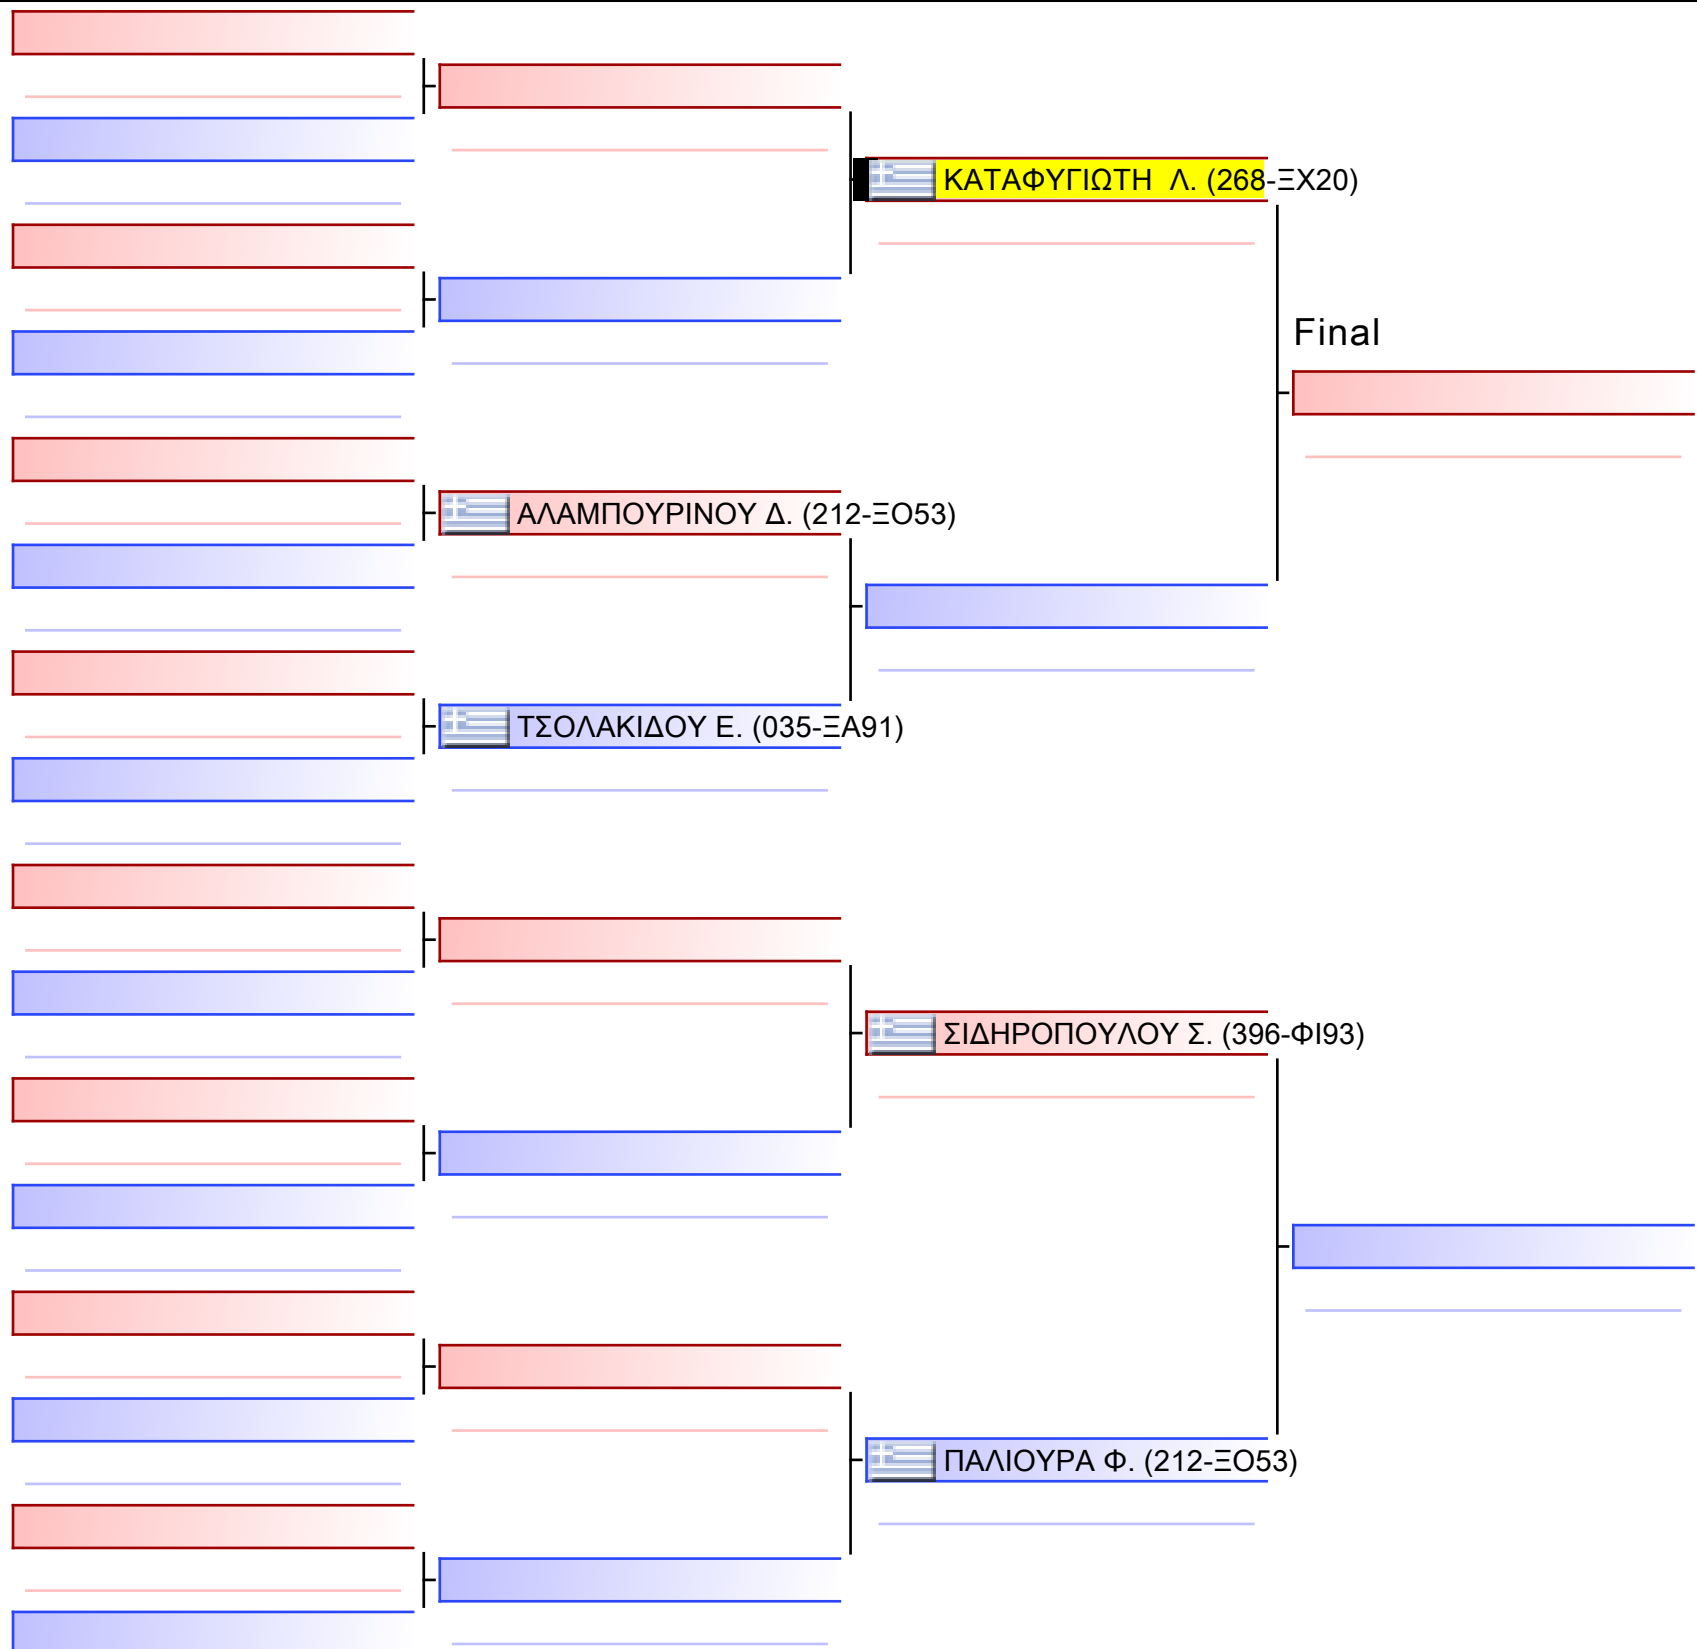 ΚΑΤΑΦΥΓΙΩΤΗ  Λ. (268-ΞΧ20)
Final
ΑΛΑΜΠΟΥΡΙΝΟΥ Δ. (212-ΞΟ53)
ΤΣΟΛΑΚΙΔΟΥ Ε. (035-ΞΑ91)
ΣΙΔΗΡΟΠΟΥΛΟΥ Σ. (396-ΦΙ93)
ΠΑΛΙΟΥΡΑ Φ. (212-ΞΟ53)